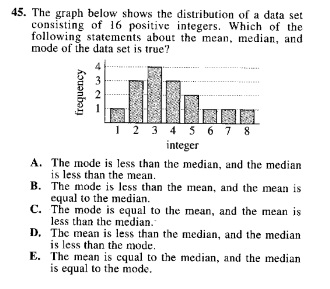 45. The graph below shows the distribution of a data set
consisting of 16 positive integers. Which of the
following statements about the mean, median, and
mode of the data set is true?
frequency
4
3
2
1
1 2 3 4 5 6 7 8
integer
A. The mode is less than the median, and the median
is less than the mean.
B. The mode is less than the mean, and the mean is
equal to the median.
C. The mode is equal to the mean, and the mean is
less than the median.
D. The mean is less than the median, and the median
is less than the mode.
E. The mean is equal to the median, and the median
is equal to the mode.